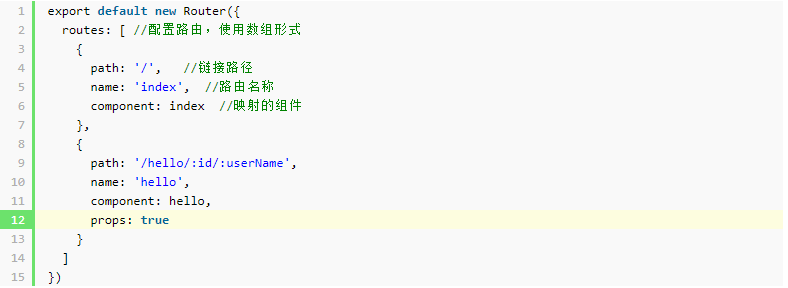 1 export default new Router({
2   routes: [ //配置路由，使用数组形式
3     {
4       path: '/',   //链接路径
5       name: 'index',  //路由名称
6       component: index  //映射的组件
7     },
8     {
9       path: '/hello/:id/:userName',
10       name: 'hello',
11       component: hello,
12       props: true
13     }
14   ]
15 })